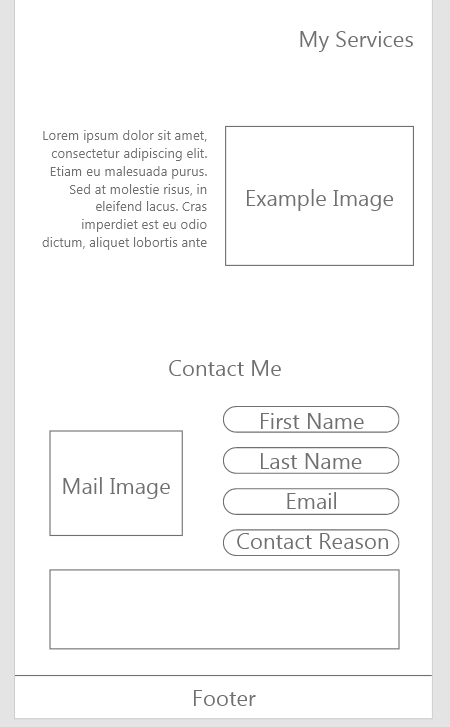 My Services
Lorem ipsum dolor sit amet,
consectetur adipiscing elit.
Etiam eu malesuada purus.
Sed at molestie risus, in
eleifend lacus. Cras
imperdiet est eu odio
dictum, aliquet lobortis ante
Example Image
Contact Me
Mail Image
First Name
Last Name
Email
Contact Reason
Footer